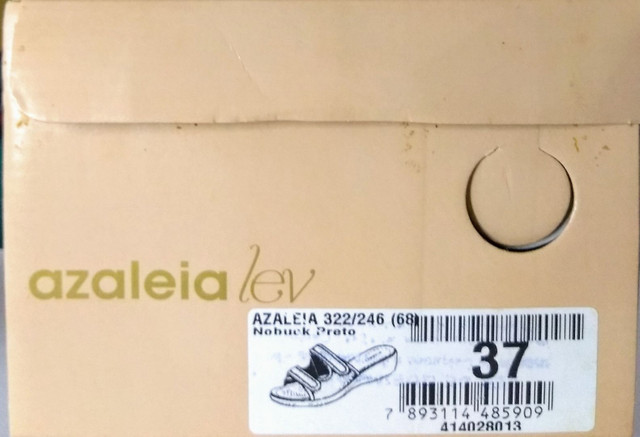 azaleia lev
AZALEIA 322/246 (68)
Nobuck Preto
37
7 893114 485909
414028013